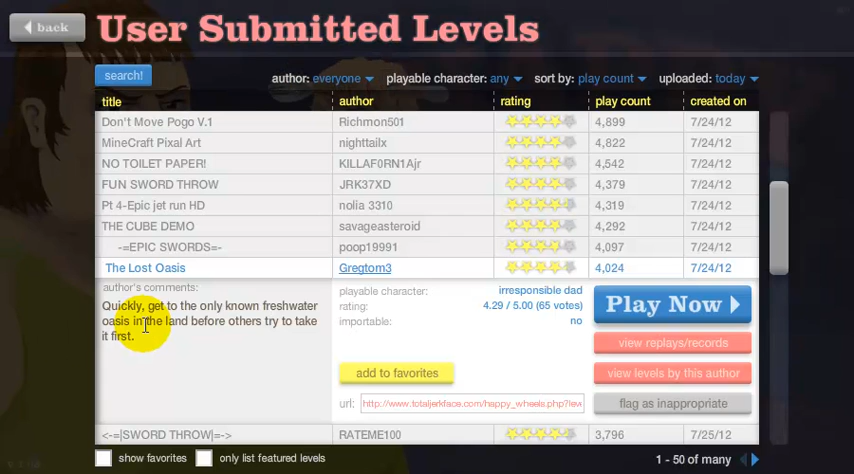 back
User Submitted Levels
search!
author: everyone playable character: any sort by: play count uploaded: today
title author rating play count created on
Don't Move Pogo V.1 Richmon501 4,899 7/24/12
MineCraft Pixal Art nighttailx 4,822 7/24/12
NO TOILET PAPER! KILLAF0RN1Ajr 4,542 7/24/12
FUN SWORD THROW JRK37XD 4,379 7/24/12
Pt 4-Epic jet run HD nolia 3310 4,319 7/24/12
THE CUBE DEMO savageasteroid 4,292 7/24/12
-=EPIC SWORDS=- poop19991 4,097 7/24/12
The Lost Oasis Gregtom3 4,024 7/24/12
author's comments:
Quickly, get to the only known freshwater
oasis in the land before others try to take
it first.
playable character: irresponsible dad
rating: 4.29 / 5.00 (65 votes)
importable: no
add to favorites
url: http://www.totaljerkface.com/happy_wheels.php?leve
Play Now
view replays/records
view levels by this author
flag as inappropriate
<-=|SWORD THROW|=-> RATEME100 3,796 7/25/12
show favorites only list featured levels 1 - 50 of many